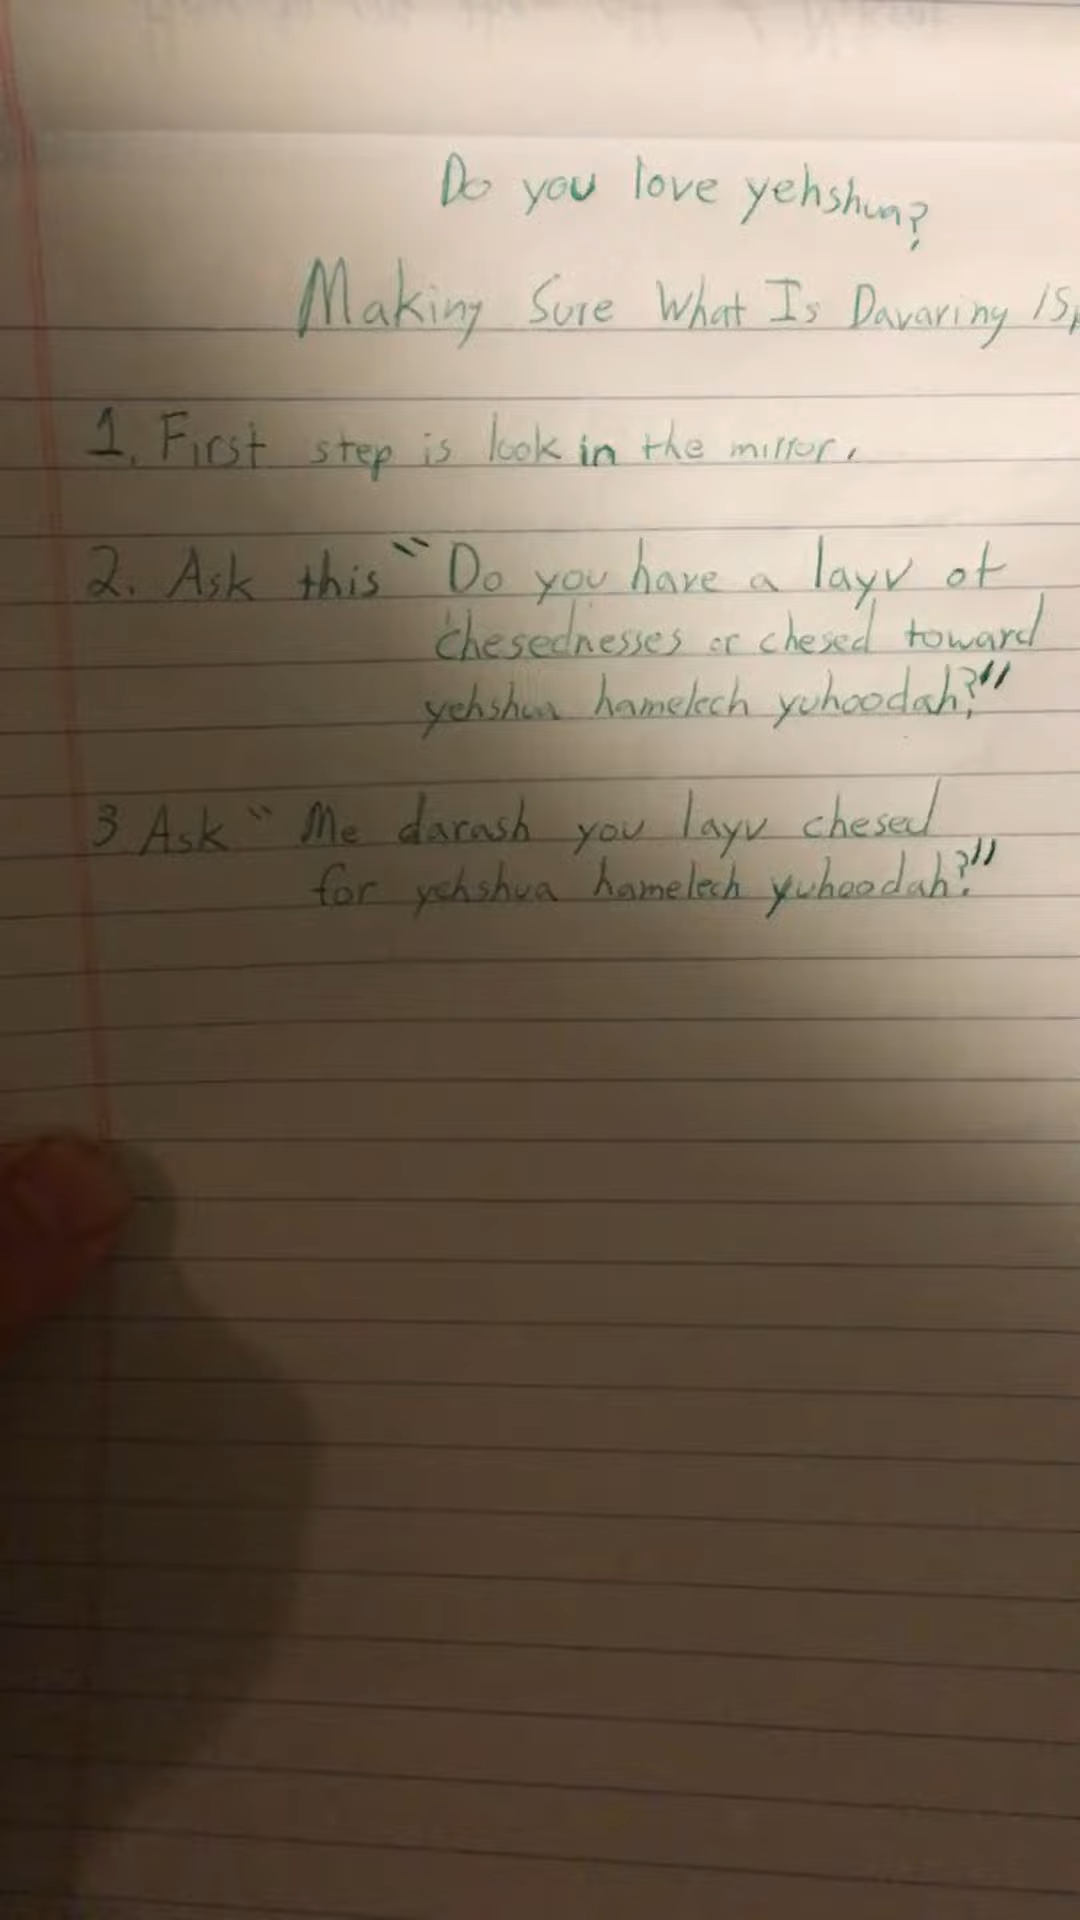 Do you love yehshua?
Making Sure What Is Davaring
1. First step is look in the mirror.
2. Ask this "Do you have a layv of
chesednesses or chesed toward
yehshua hamelech yuhoodah?"
3 Ask "Me darash you layv chesed
for yehshua hamelech yuhoodah?"